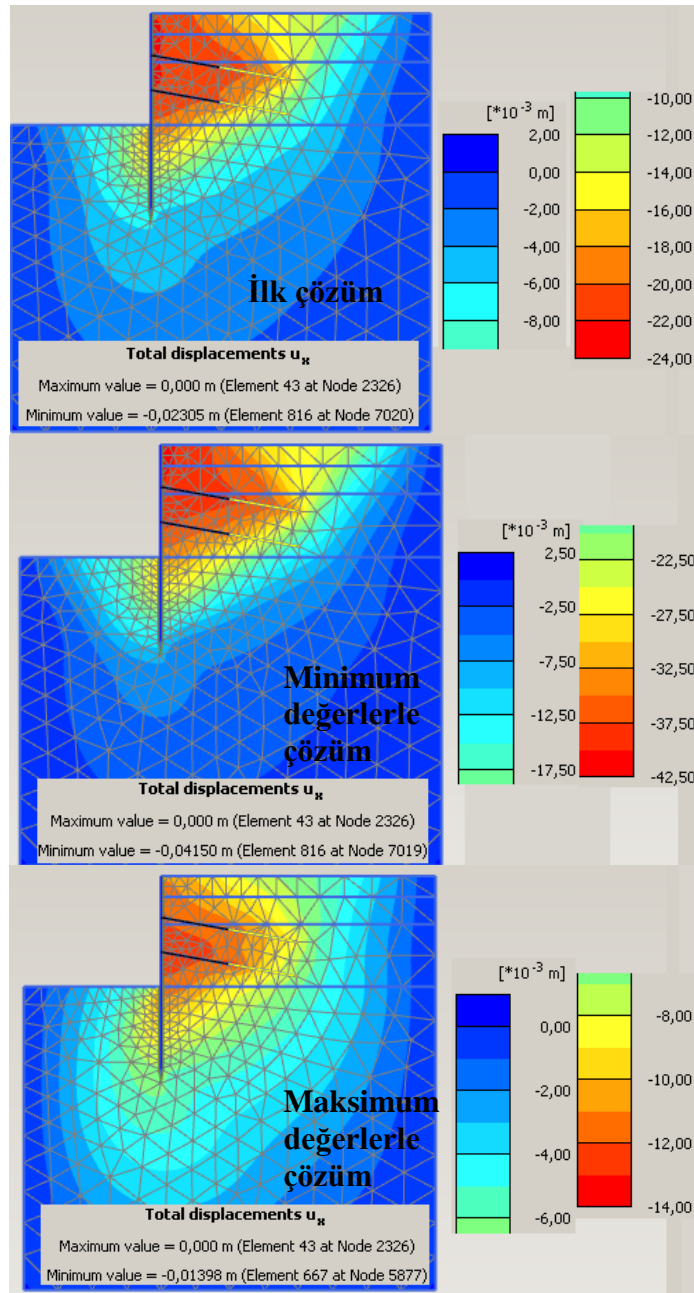 [*10⁻³ m]
2,00
0,00
-2,00
-4,00
-6,00
-8,00
-10,00
-12,00
-14,00
-16,00
-18,00
-20,00
-22,00
-24,00
İlk çözüm
Total displacements uₓ
Maximum value = 0,000 m (Element 43 at Node 2326)
Minimum value = -0,02305 m (Element 816 at Node 7020)
[*10⁻³ m]
2,50
-2,50
-7,50
-12,50
-17,50
-22,50
-27,50
-32,50
-37,50
-42,50
Minimum
değerlerle
çözüm
Total displacements uₓ
Maximum value = 0,000 m (Element 43 at Node 2326)
Minimum value = -0,04150 m (Element 816 at Node 7019)
[*10⁻³ m]
0,00
-2,00
-4,00
-6,00
-8,00
-10,00
-12,00
-14,00
Maksimum
değerlerle
çözüm
Total displacements uₓ
Maximum value = 0,000 m (Element 43 at Node 2326)
Minimum value = -0,01398 m (Element 667 at Node 5877)